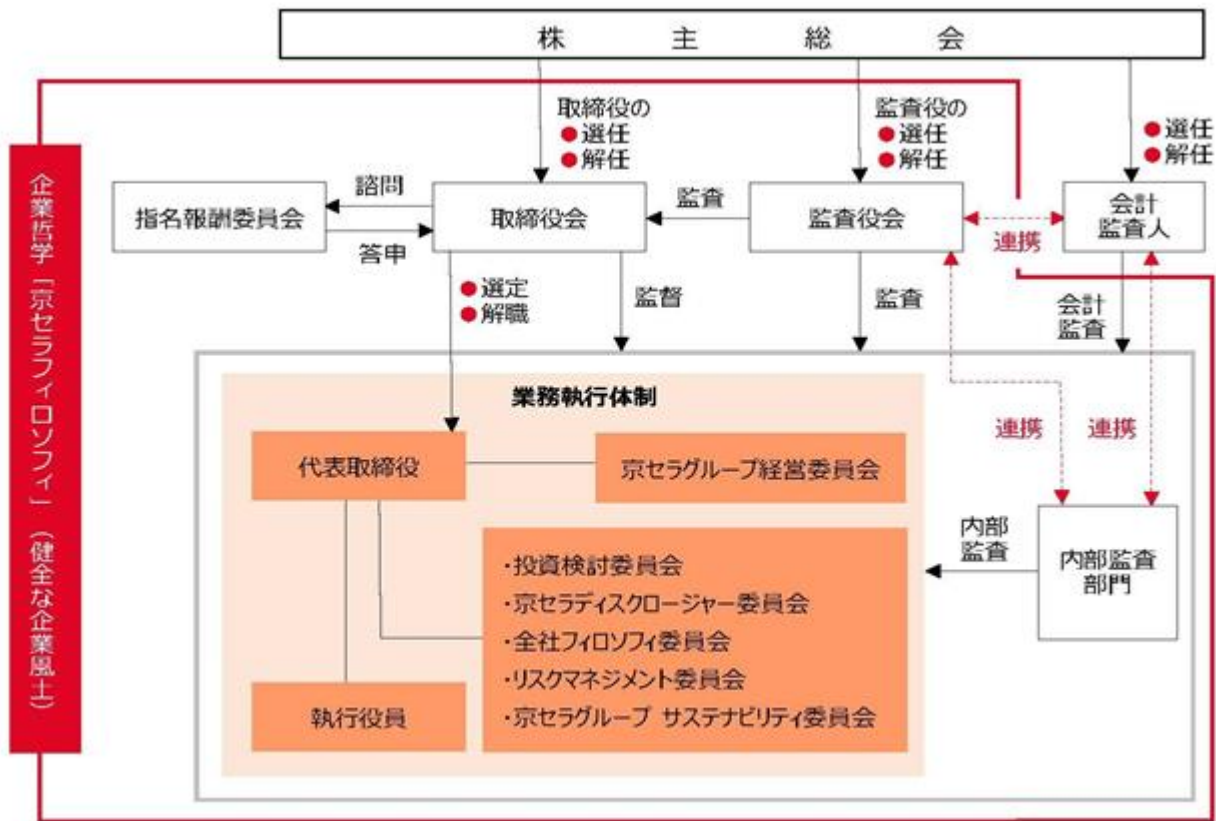 株主総会
取締役の
●選任
●解任
監査役の
●選任
●解任
●選任
●解任
企業哲学「京セラフィロソフィ」（健全な企業風土）
指名報酬委員会
諮問
答申
取締役会
監査
監査役会
連携
会計
監査人
●選定
●解職
監督
監査
会計
監査
業務執行体制
代表取締役
京セラグループ経営委員会
連携
連携
・投資検討委員会
・京セラディスクロージャー委員会
・全社フィロソフィ委員会
・リスクマネジメント委員会
・京セラグループ サステナビリティ委員会
執行役員
内部
監査
内部監査
部門